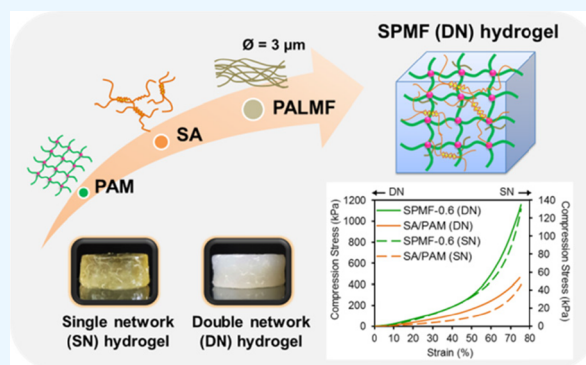 SPMF (DN) hydrogel
Ø = 3 μm
PALMF
SA
PAM
Single network
(SN) hydrogel
Double network
(DN) hydrogel
← DN
SN →
SPMF-0.6 (DN)
SA/PAM (DN)
SPMF-0.6 (SN)
SA/PAM (SN)
Compression Stress (kPa)
1200
1000
800
600
400
200
0
140
120
100
80
60
40
20
0
Compression Stress (kPa)
0 10 20 30 40 50 60 70 80
Strain (%)